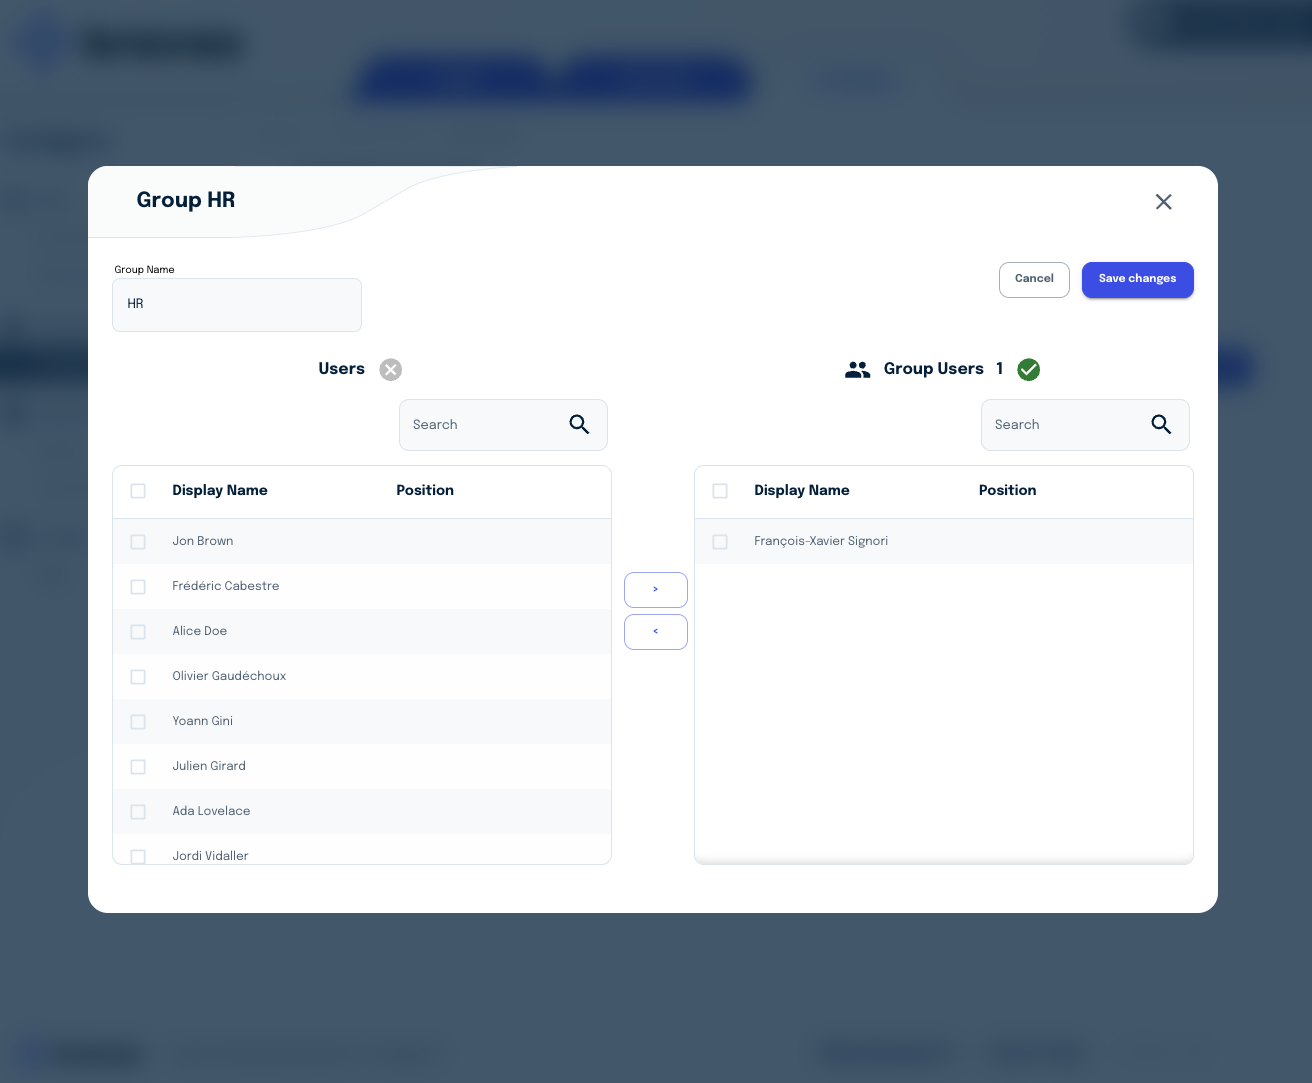 Group HR
Group Name
HR
Cancel
Save changes
Users
Group Users 1
Search
Search
Display Name Position
Display Name Position
Jon Brown
François-Xavier Signori
Frédéric Cabestre
>
Alice Doe
<
Olivier Gaudéchoux
Yoann Gini
Julien Girard
Ada Lovelace
Jordi Vidaller